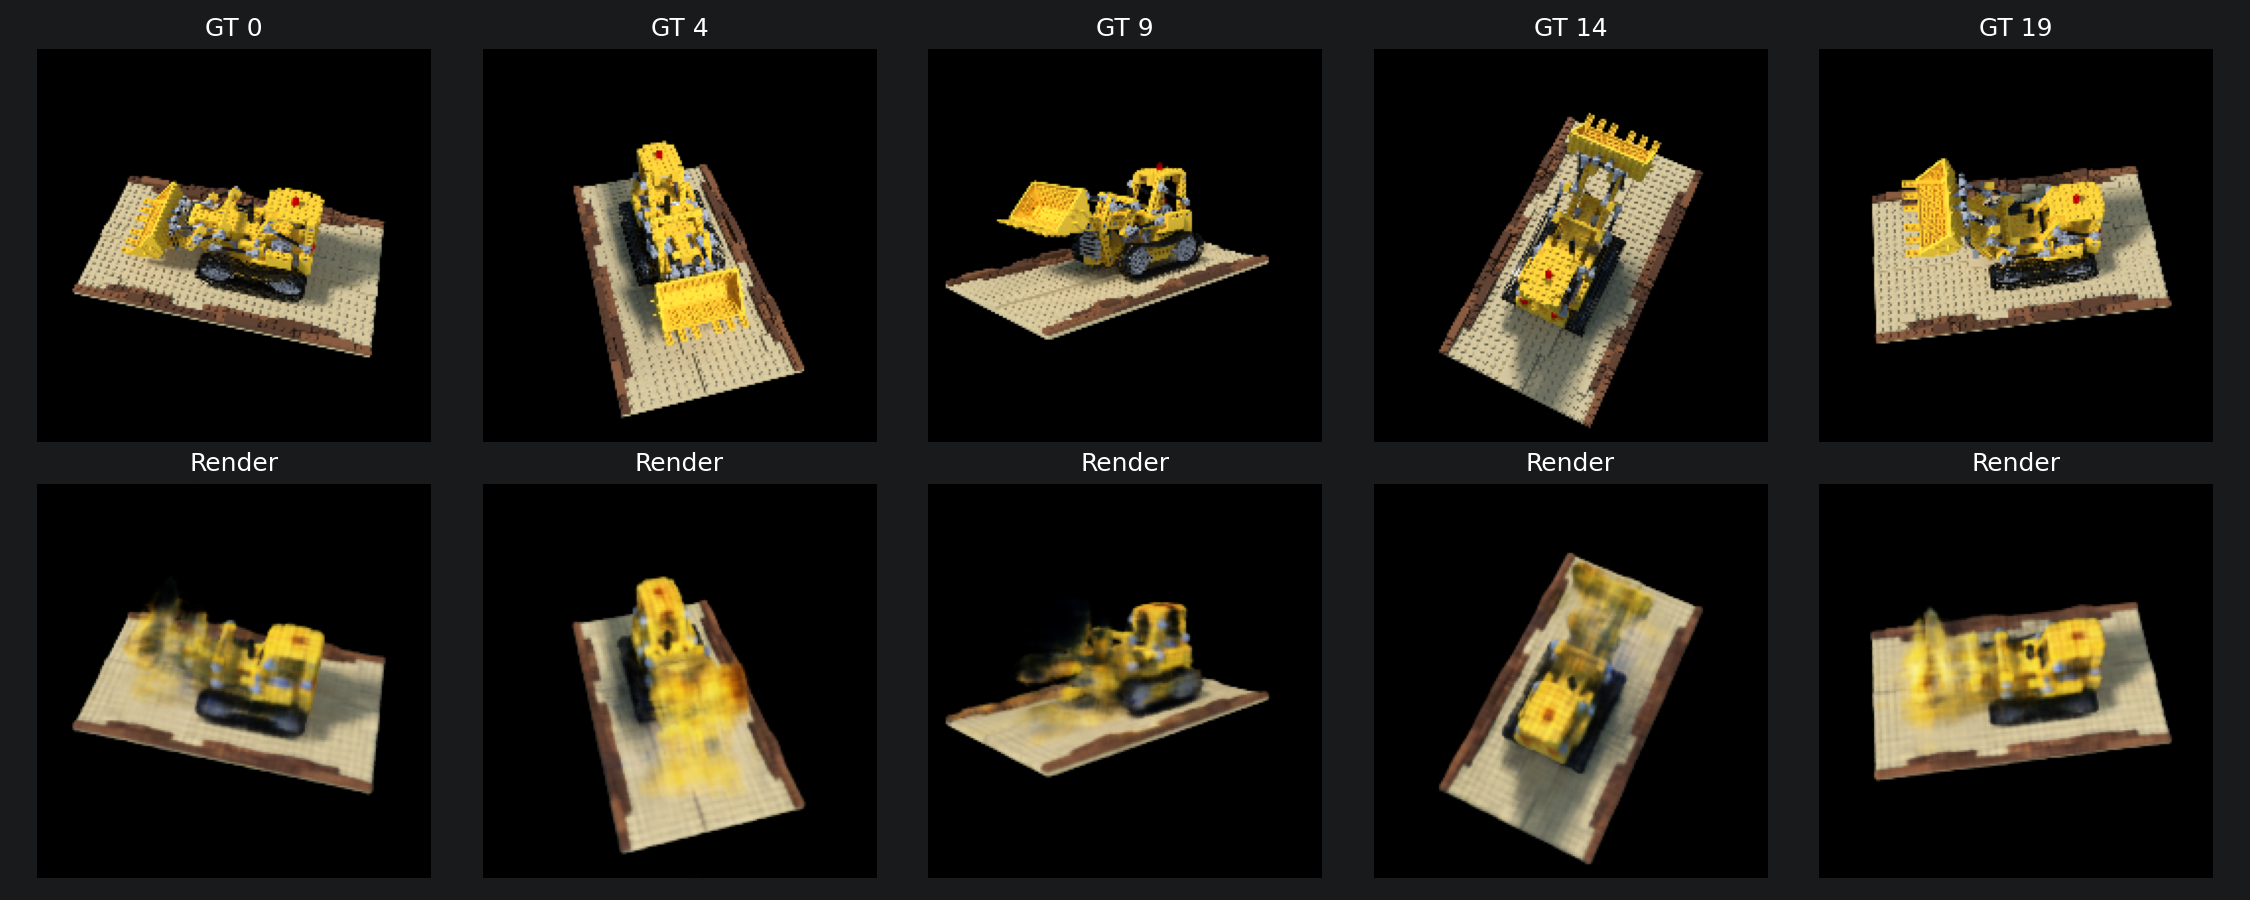 GT 0
GT 4
GT 9
GT 14
GT 19
Render
Render
Render
Render
Render